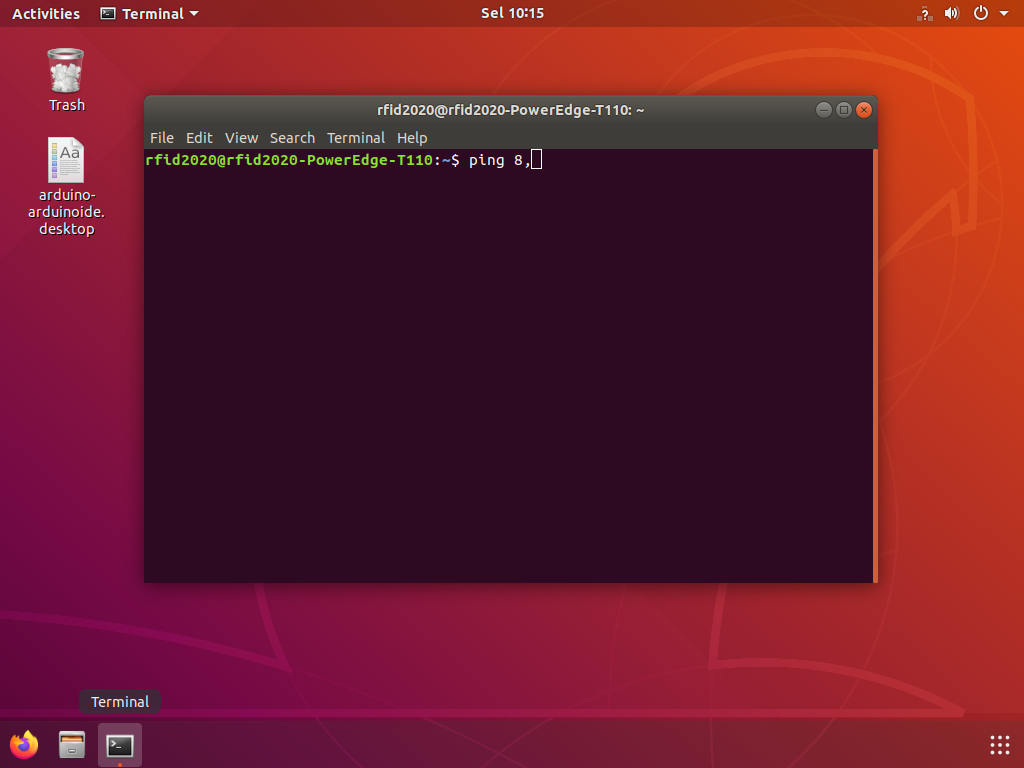 Activities Terminal Sel 10:15 ?
Trash
Aa
arduino-
arduinoide.
desktop
rfid2020@rfid2020-PowerEdge-T110: ~
File Edit View Search Terminal Help
rfid2020@rfid2020-PowerEdge-T110:~$ ping 8,
Terminal
>_